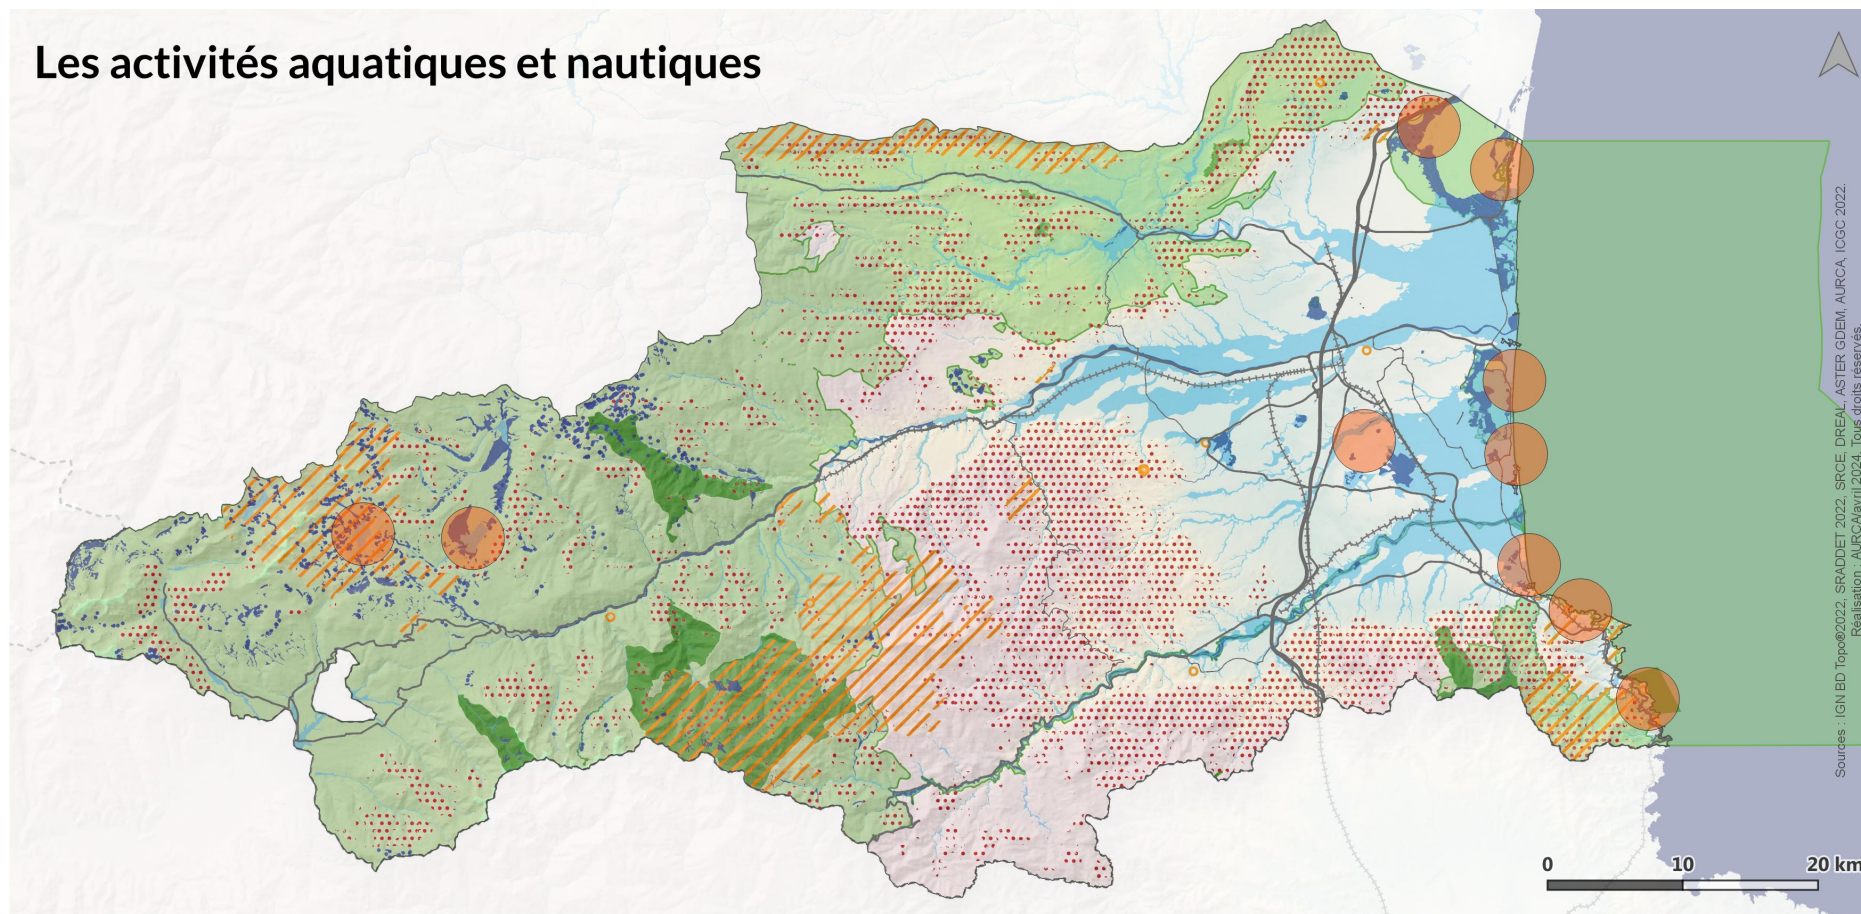 Les activités aquatiques et nautiques
Sources : IGN BD Topo®2022, SRADDET 2022, SRCE, DREAL, ASTER GDEM, AURCA, ICGC 2022.
Réalisation : AURCA/avril 2024. Tous droits réservés.
0 10 20 km